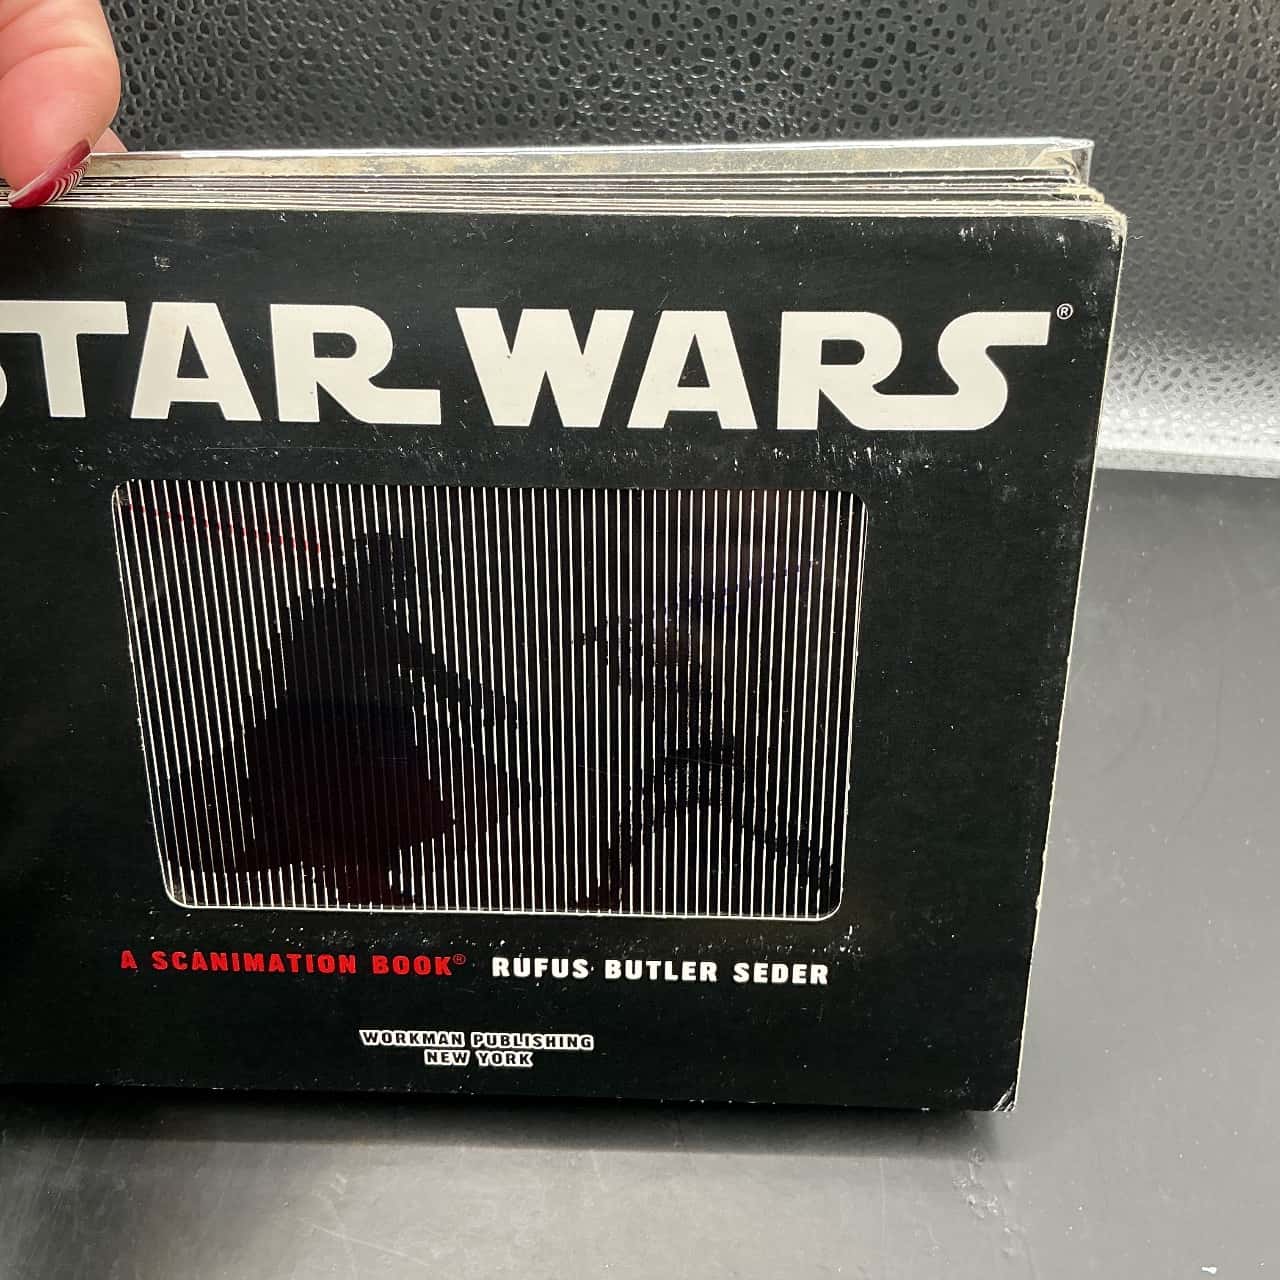 STAR WARS®
A SCANIMATION BOOK® RUFUS BUTLER SEDER
WORKMAN PUBLISHING
NEW YORK